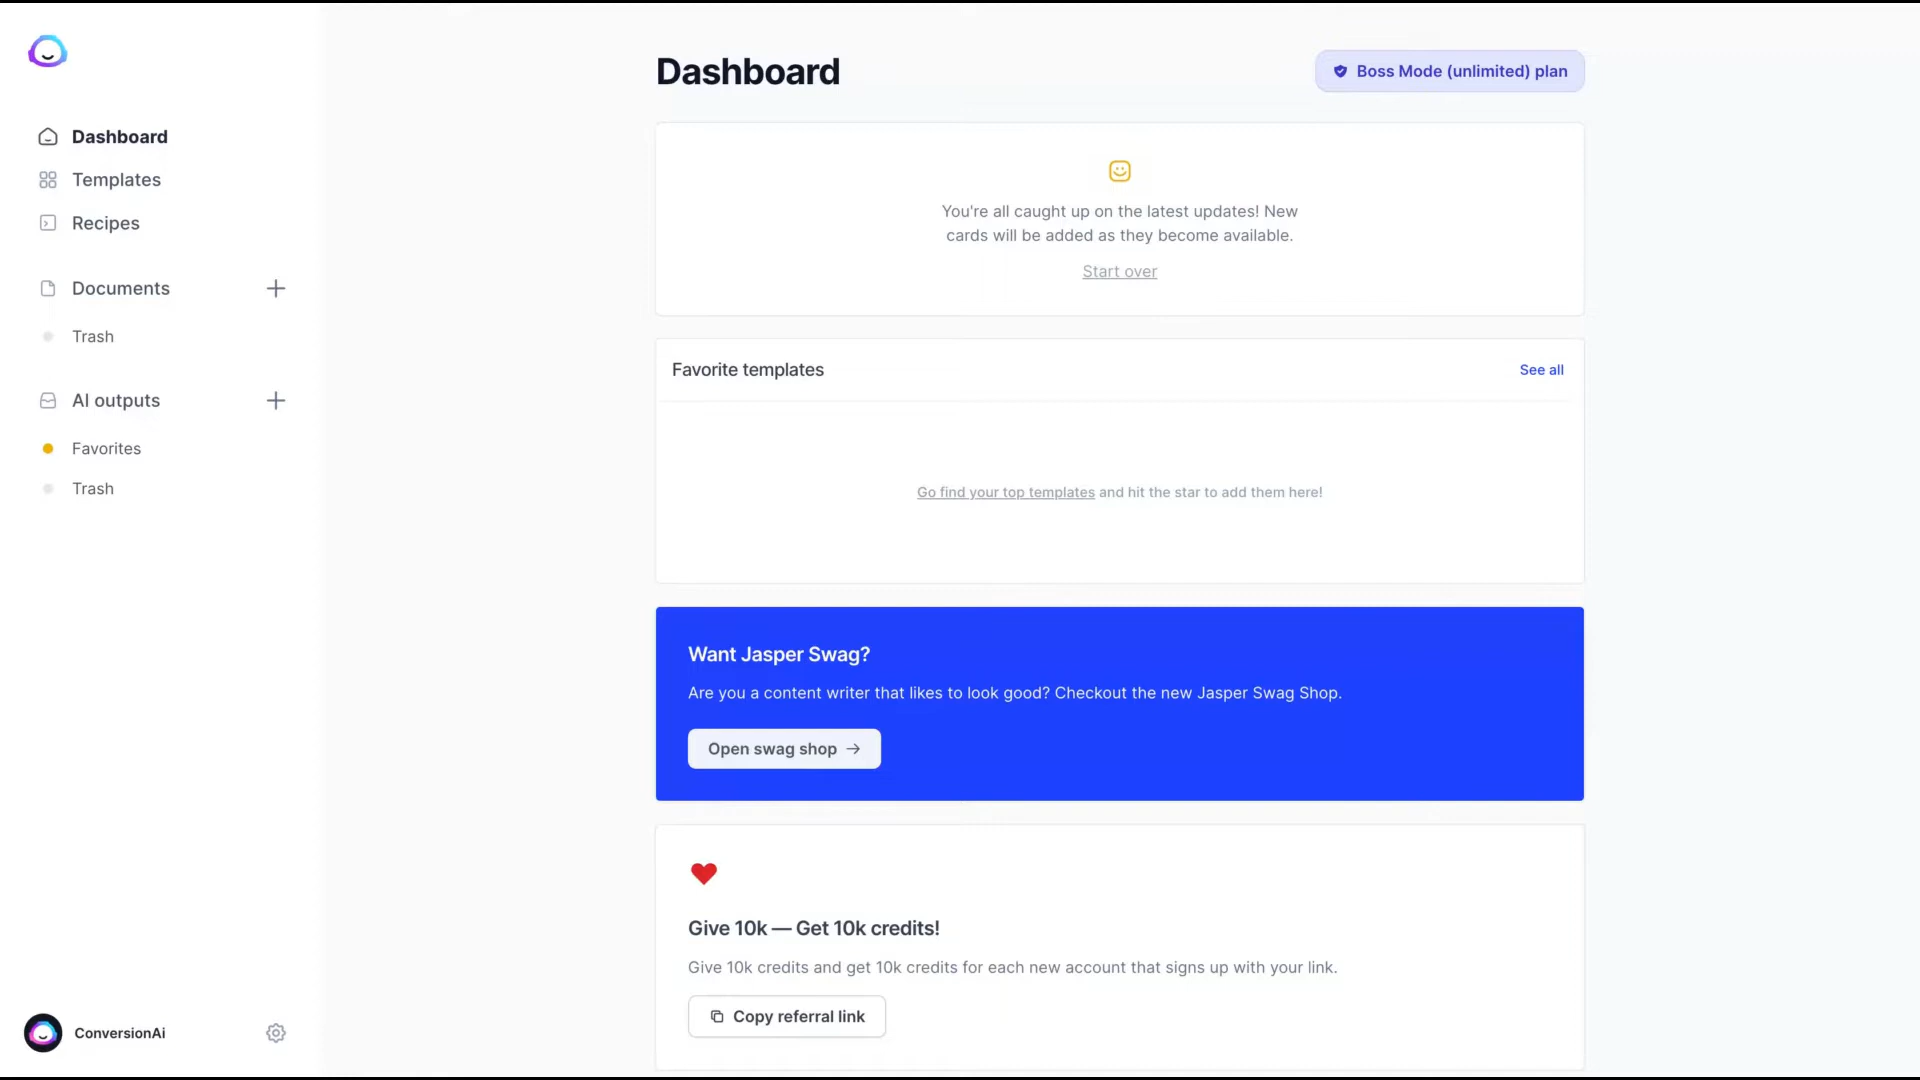 Dashboard
Templates
Recipes
Documents
Trash
AI outputs
Favorites
Trash
ConversionAi
Dashboard
Boss Mode (unlimited) plan
You're all caught up on the latest updates! New
cards will be added as they become available.
Start over
Favorite templates
See all
Go find your top templates and hit the star to add them here!
Want Jasper Swag?
Are you a content writer that likes to look good? Checkout the new Jasper Swag Shop.
Open swag shop →
Give 10k — Get 10k credits!
Give 10k credits and get 10k credits for each new account that signs up with your link.
Copy referral link